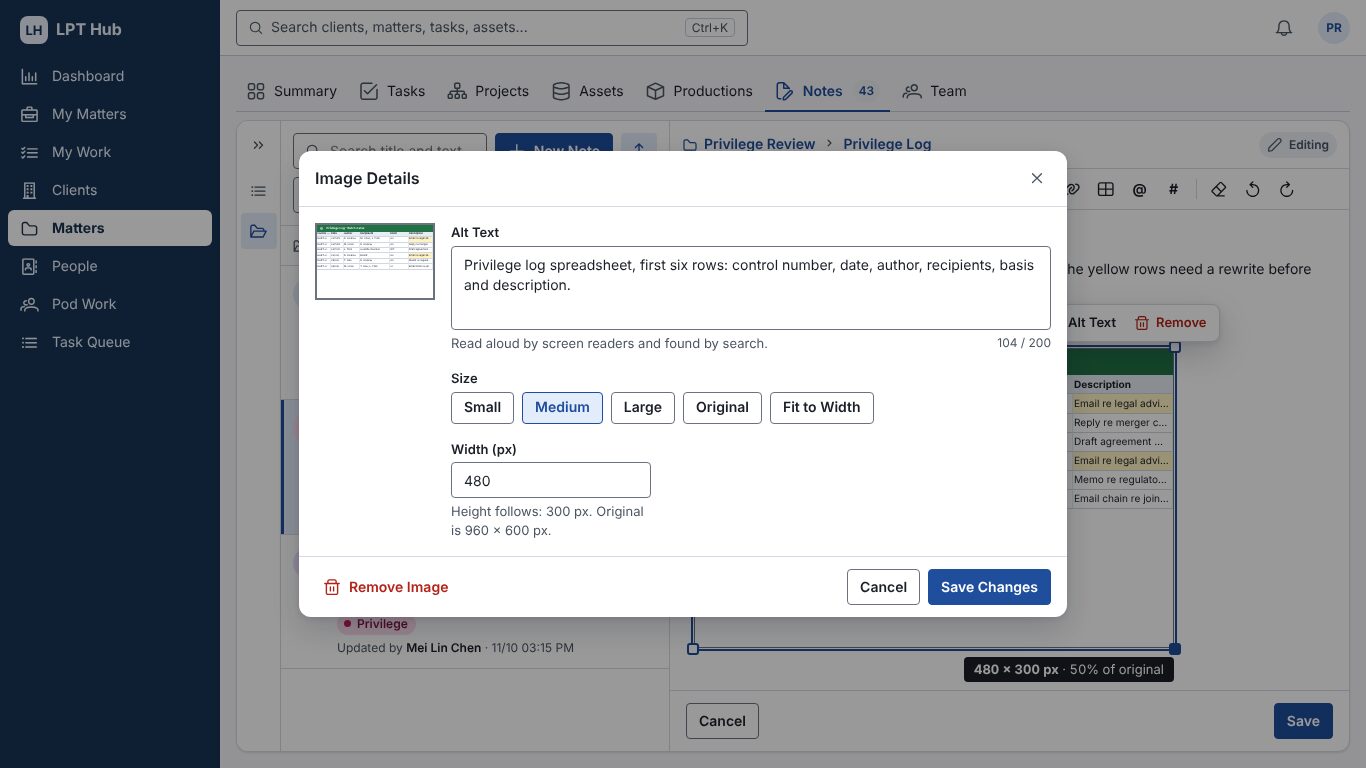 LH LPT Hub
Search clients, matters, tasks, assets... Ctrl+K
PR
Dashboard
My Matters
My Work
Clients
Matters
People
Pod Work
Task Queue
Summary
Tasks
Projects
Assets
Productions
Notes 43
Team
Search title and text
New Note
Privilege Review
Privilege Log
Editing
@ #
he yellow rows need a rewrite before
Alt Text
Remove
Description
Email re legal advi...
Reply re merger c...
Draft agreement ...
Email re legal advi...
Memo re regulato...
Email chain re join...
Image Details
Alt Text
Privilege log spreadsheet, first six rows: control number, date, author, recipients, basis
and description.
Read aloud by screen readers and found by search.
104 / 200
Size
Small
Medium
Large
Original
Fit to Width
Width (px)
480
Height follows: 300 px. Original
is 960 × 600 px.
Remove Image
Cancel
Save Changes
Privilege
Updated by Mei Lin Chen · 11/10 03:15 PM
480 × 300 px · 50% of original
Cancel
Save